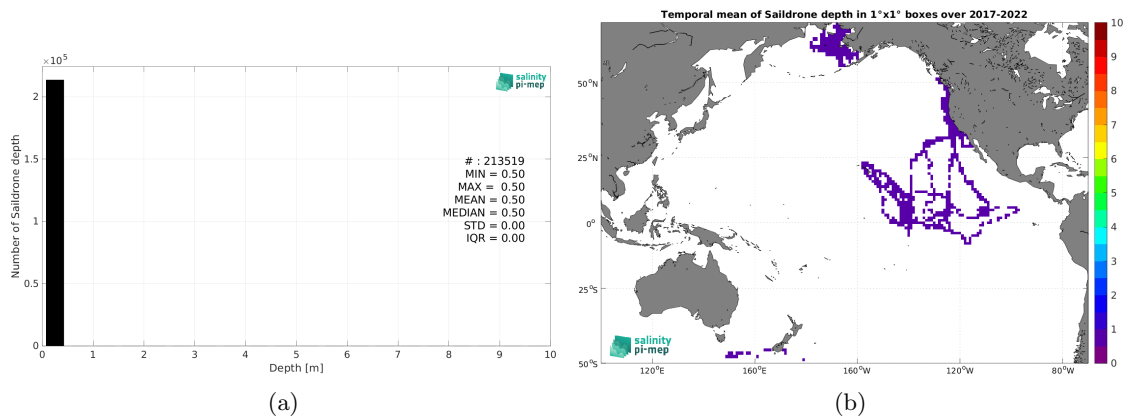 ×10⁵
2
1.5
1
0.5
0
Number of Saildrone depth
salinity
pi-mep
# : 213519
MIN = 0.50
MAX = 0.50
MEAN = 0.50
MEDIAN = 0.50
STD = 0.00
IQR = 0.00
0 1 2 3 4 5 6 7 8 9 10
Depth [m]
(a)
Temporal mean of Saildrone depth in 1°x1° boxes over 2017-2022
50°N
25°N
0°
25°S
50°S
120°E 160°E 160°W 120°W 80°W
salinity
pi-mep
10
9
8
7
6
5
4
3
2
1
0
(b)